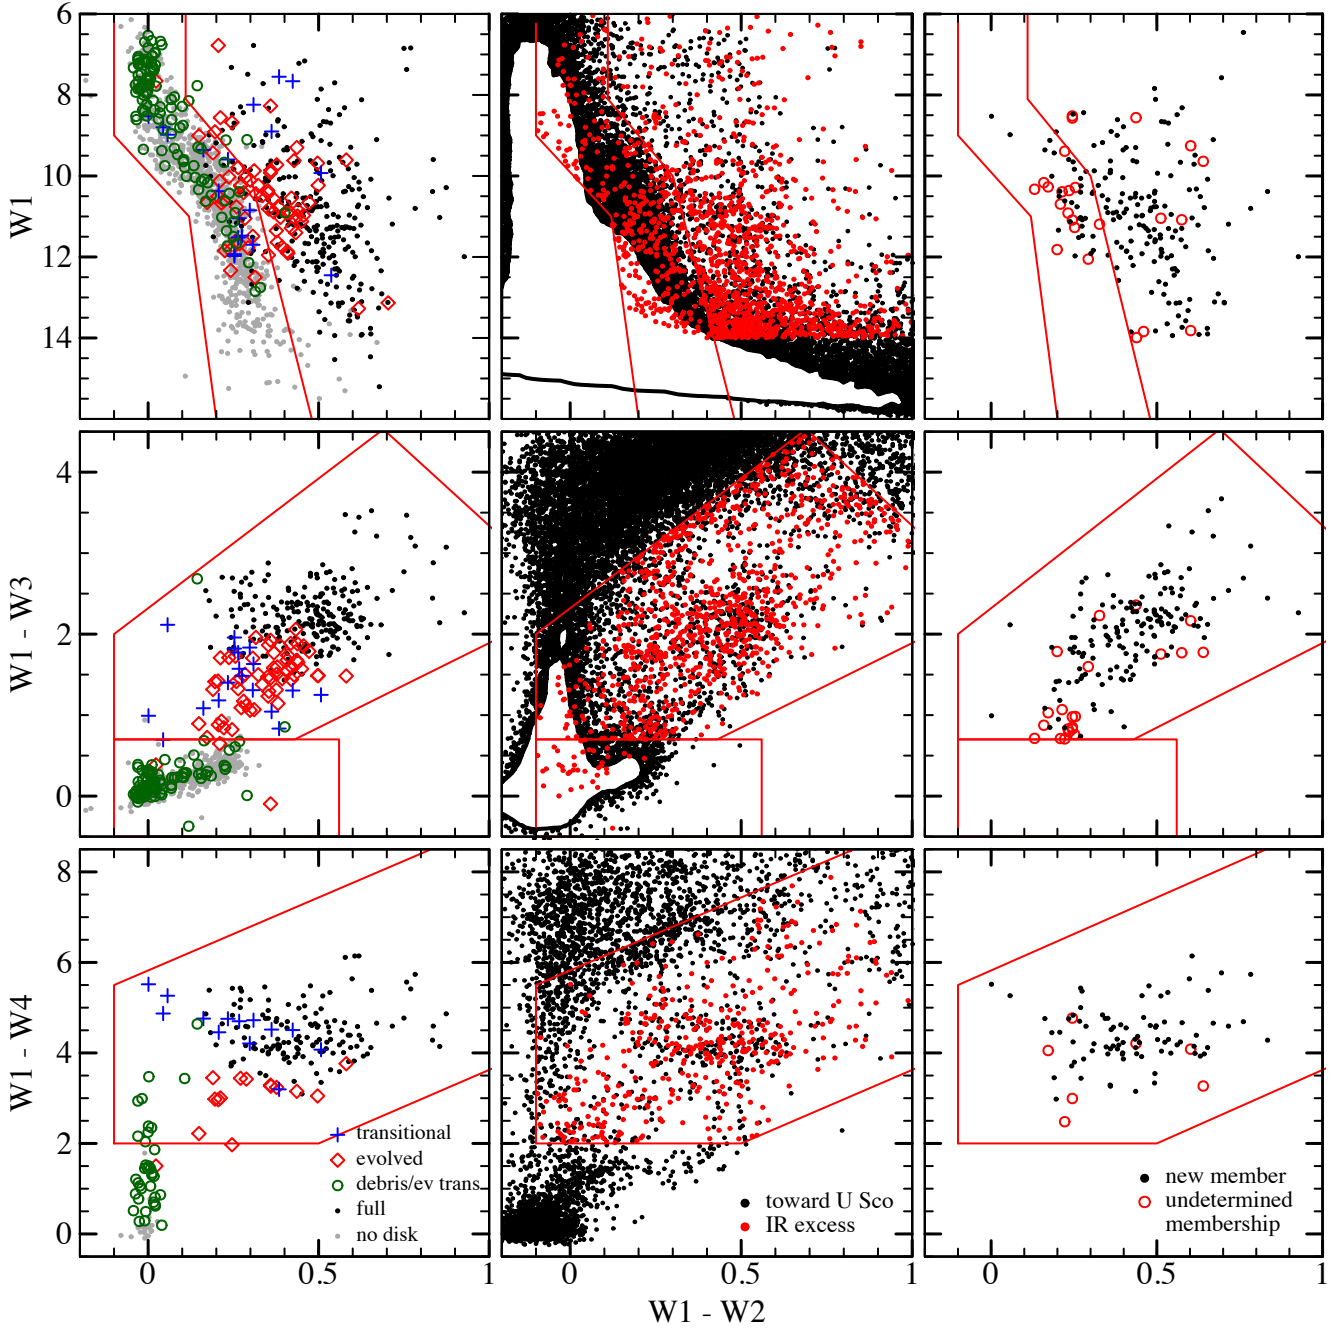 6
8
10
12
14
W1
4
2
0
W1 - W3
8
6
4
2
0
W1 - W4
transitional
evolved
debris/ev trans
full
no disk
toward U Sco
IR excess
new member
undetermined
membership
0 0.5 1 0 0.5 1 0 0.5 1
W1 - W2